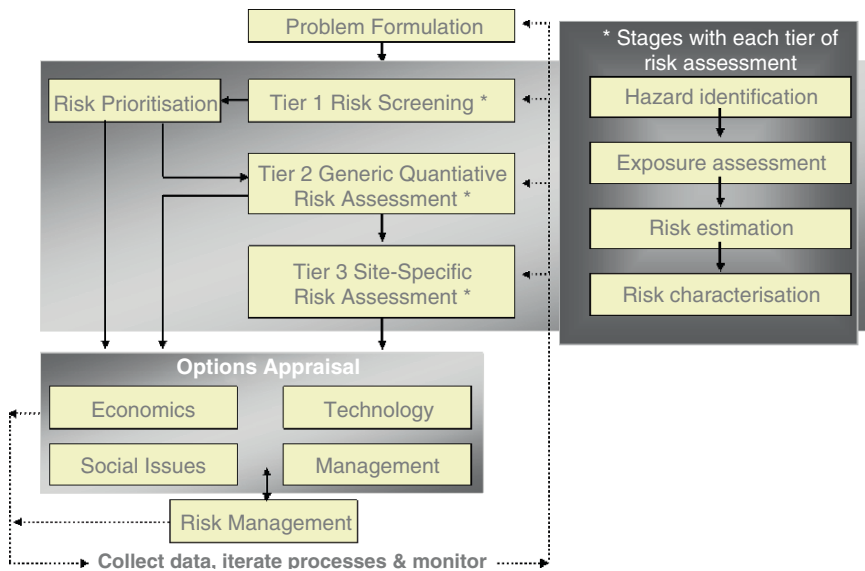 Problem Formulation
Risk Prioritisation
Tier 1 Risk Screening *
Tier 2 Generic Quantiative
Risk Assessment *
Tier 3 Site-Specific
Risk Assessment *
* Stages with each tier of
risk assessment
Hazard identification
Exposure assessment
Risk estimation
Risk characterisation
Options Appraisal
Economics
Technology
Social Issues
Management
Risk Management
Collect data, iterate processes & monitor